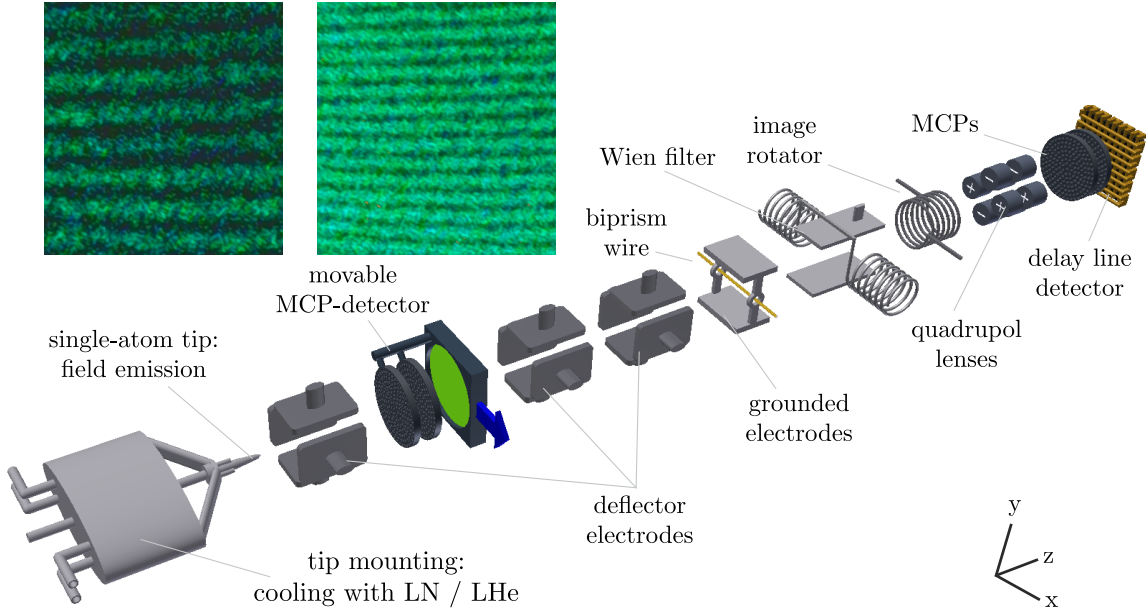 MCPs
image
rotator
Wien filter
biprism
wire
delay line
detector
movable
MCP-detector
quadrupol
lenses
single-atom tip:
field emission
grounded
electrodes
deflector
electrodes
tip mounting:
cooling with LN / LHe
y
z
x